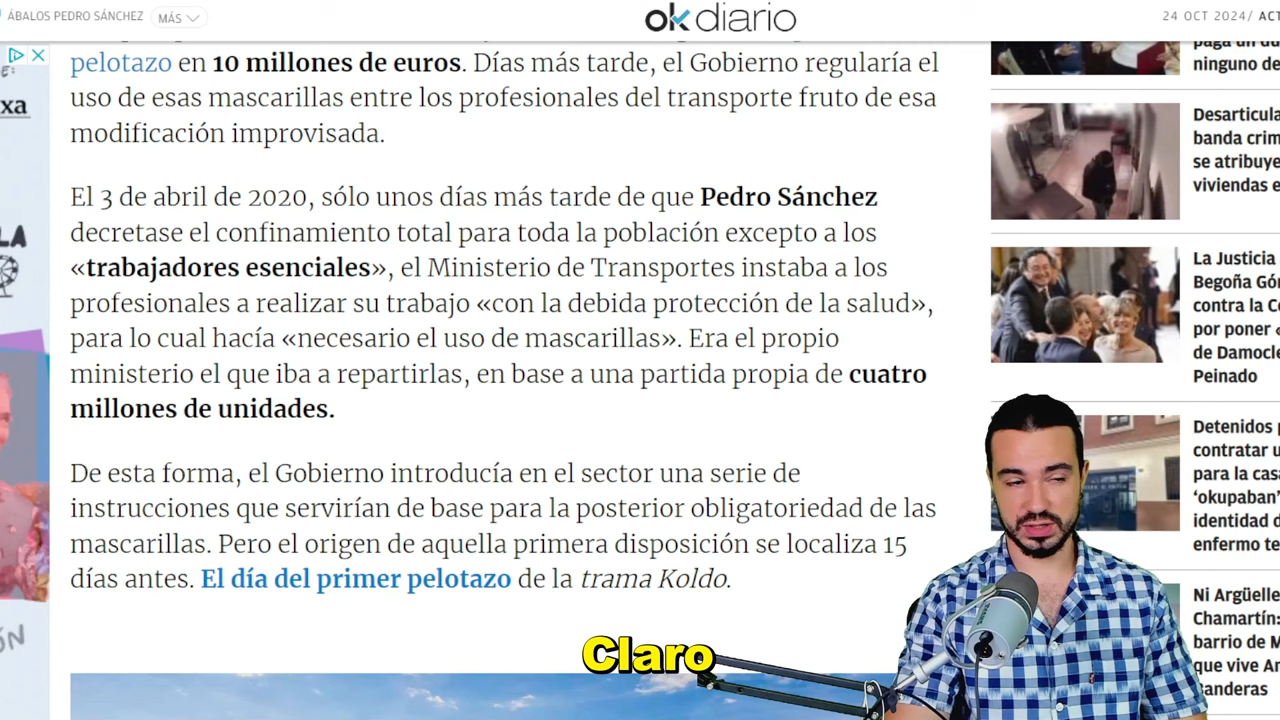 ÁBALOS PEDRO SÁNCHEZ
MÁS
okdiario
24 OCT 2024/
pelotazo en 10 millones de euros. Días más tarde, el Gobierno regularía el
uso de esas mascarillas entre los profesionales del transporte fruto de esa
modificación improvisada.
El 3 de abril de 2020, sólo unos días más tarde de que Pedro Sánchez
decretase el confinamiento total para toda la población excepto a los
«trabajadores esenciales», el Ministerio de Transportes instaba a los
profesionales a realizar su trabajo «con la debida protección de la salud»,
para lo cual hacía «necesario el uso de mascarillas». Era el propio
ministerio el que iba a repartirlas, en base a una partida propia de cuatro
millones de unidades.
De esta forma, el Gobierno introducía en el sector una serie de
instrucciones que servirían de base para la posterior obligatoriedad de las
mascarillas. Pero el origen de aquella primera disposición se localiza 15
días antes. El día del primer pelotazo de la trama Koldo.
Claro
ninguno de
Desarticula
banda crim
se atribuye
viviendas e
La Justicia
Begoña Gó
contra la C
por poner
de Damocle
Peinado
Detenidos p
contratar u
para la casa
'okupaban'
identidad d
enfermo te
Ni Argüelle
Chamartín:
barrio de M
que vive